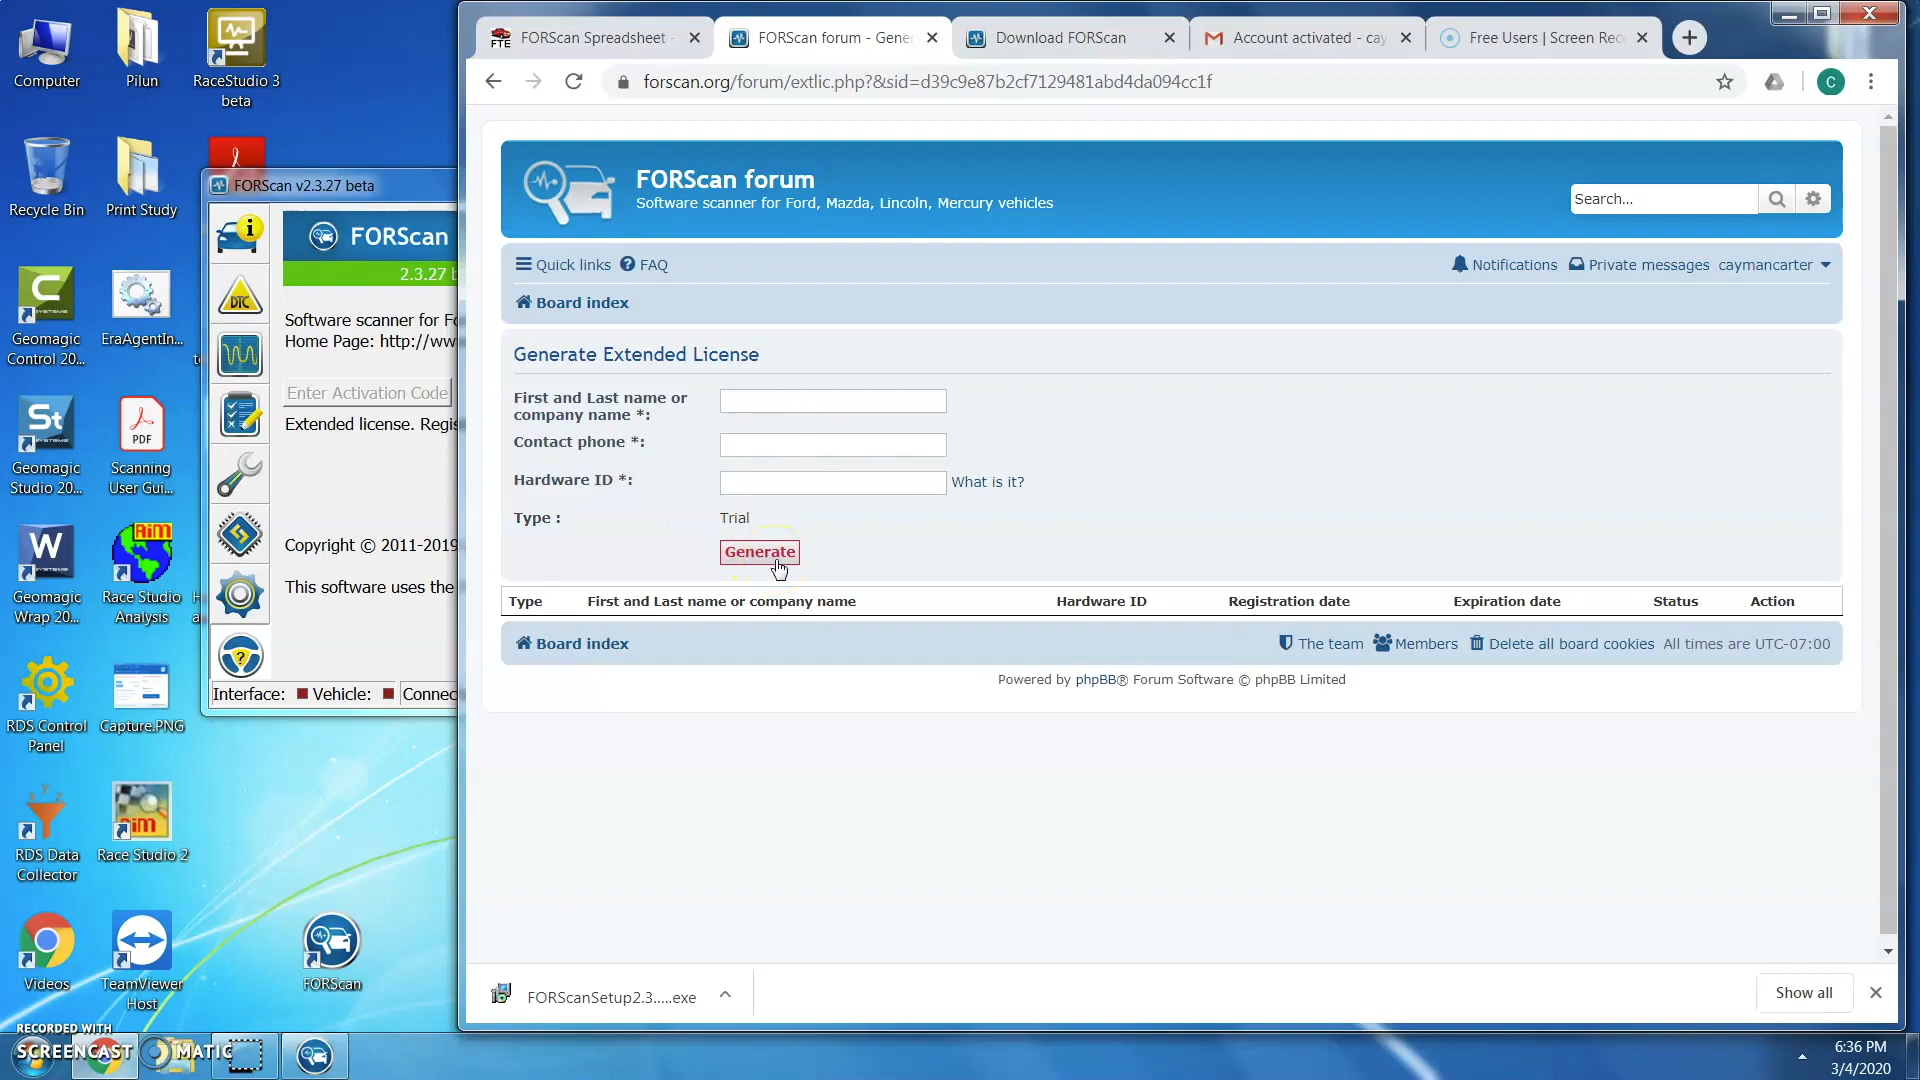 Computer
Pilun
RaceStudio 3
beta
Recycle Bin
Print Study
Geomagic
Control 20...
EraAgentIn...
Geomagic
Studio 20...
PDF
Scanning
User Gui...
Geomagic
Wrap 20...
AiM
Race Studio
Analysis
RDS Control
Panel
Capture.PNG
RDS Data
Collector
Race Studio 2
Videos
TeamViewer
Host
FORScan
RECORDED WITH
SCREENCAST MATIC
FORScan v2.3.27 beta
FORScan
2.3.27 b
Software scanner for Fo
Home Page: http://ww
Enter Activation Code
Extended license. Regis
Copyright © 2011-2019
This software uses the
DTC
Interface: Vehicle: Connec
FTE FORScan Spreadsheet -
FORScan forum - Gene
Download FORScan
Account activated - cay
Free Users | Screen Rec
forscan.org/forum/extlic.php?&sid=d39c9e87b2cf7129481abd4da094cc1f
C
FORScan forum
Software scanner for Ford, Mazda, Lincoln, Mercury vehicles
Search...
Quick links FAQ
Notifications Private messages caymancarter
Board index
Generate Extended License
First and Last name or
company name *:
Contact phone *:
Hardware ID *:
What is it?
Type :
Trial
Generate
Type First and Last name or company name Hardware ID Registration date Expiration date Status Action
Board index
The team Members Delete all board cookies All times are UTC-07:00
Powered by phpBB® Forum Software © phpBB Limited
FORScanSetup2.3.....exe
Show all
6:36 PM
3/4/2020